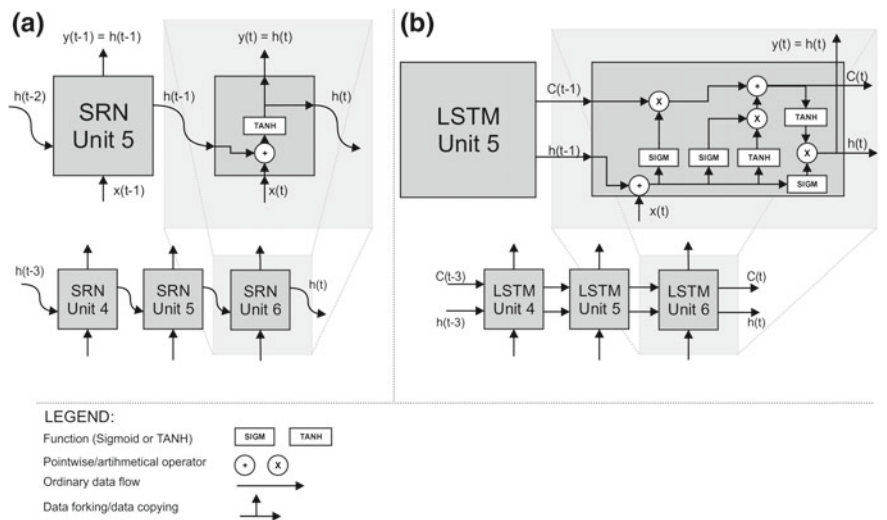 (a)
y(t-1) = h(t-1)
y(t) = h(t)
h(t-2)
SRN
Unit 5
h(t-1)
TANH
+
h(t)
x(t-1)
x(t)
h(t-3)
SRN
Unit 4
SRN
Unit 5
SRN
Unit 6
h(t)
(b)
y(t) = h(t)
LSTM
Unit 5
C(t-1)
h(t-1)
X
+
C(t)
X
TANH
SIGM
SIGM
TANH
X
h(t)
+
SIGM
x(t)
C(t-3)
h(t-3)
LSTM
Unit 4
LSTM
Unit 5
LSTM
Unit 6
C(t)
h(t)
LEGEND:
Function (Sigmoid or TANH)
SIGM
TANH
Pointwise/artihmetical operator
+
X
Ordinary data flow
Data forking/data copying